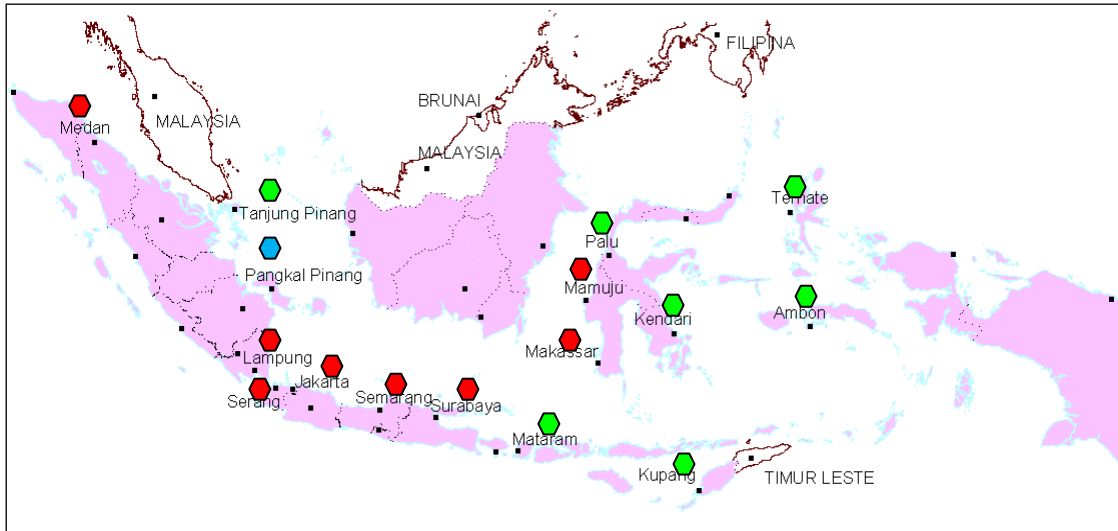 FILIPINA
BRUNAI
MALAYSIA
Medan
MALAYSIA
Ternate
Tanjung Pinang
Palu
Pangkal Pinang
Mamuju
Kendari
Ambon
Lampung
Makassar
Jakarta
Serang
Semarang
Surabaya
Mataram
Kupang
TIMUR LESTE